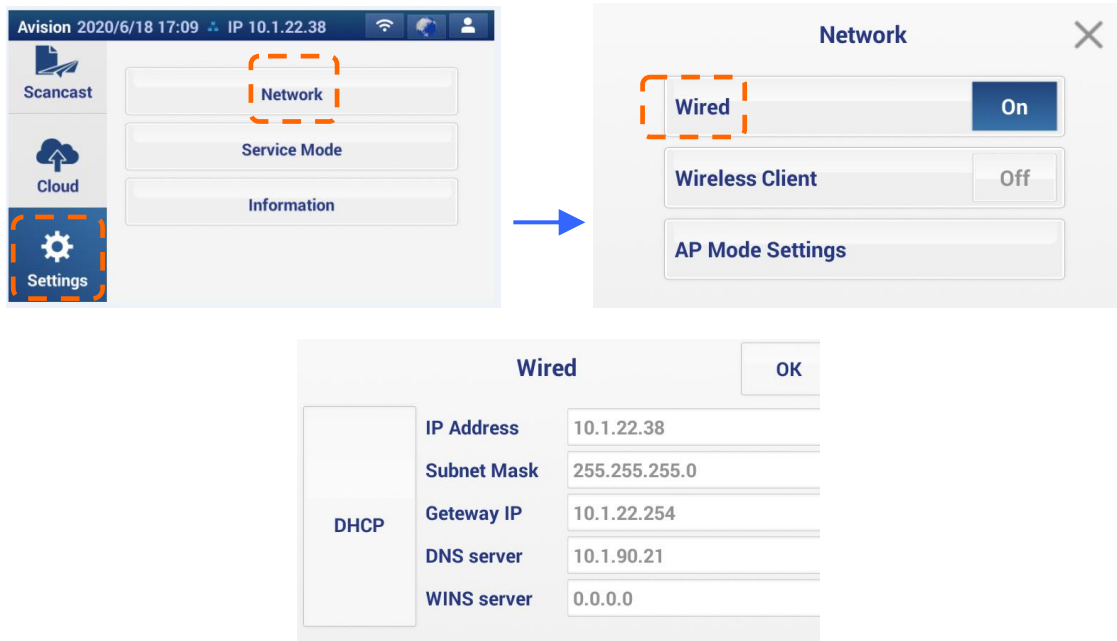 Avision 2020/6/18 17:09 IP 10.1.22.38
Scancast
Cloud
Settings
Network
Service Mode
Information
Network
Wired On
Wireless Client Off
AP Mode Settings
Wired OK
DHCP
IP Address 10.1.22.38
Subnet Mask 255.255.255.0
Geteway IP 10.1.22.254
DNS server 10.1.90.21
WINS server 0.0.0.0